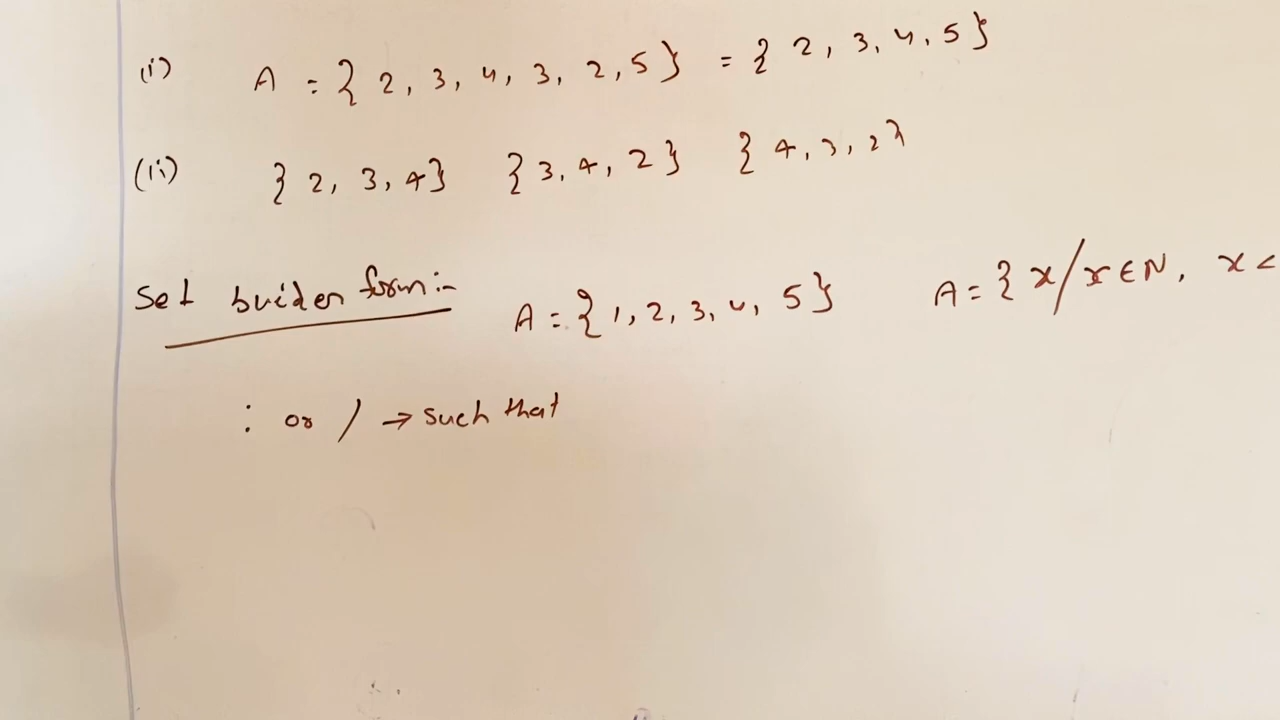 (i) A = { 2, 3, 4, 3, 2, 5 } = { 2, 3, 4, 5 }
(ii) { 2, 3, 4 } { 3, 4, 2 } { 4, 3, 2 }
Set builder form :- A = { 1, 2, 3, 4, 5 } A = { x / x ∈ N, x <
: or / → such that